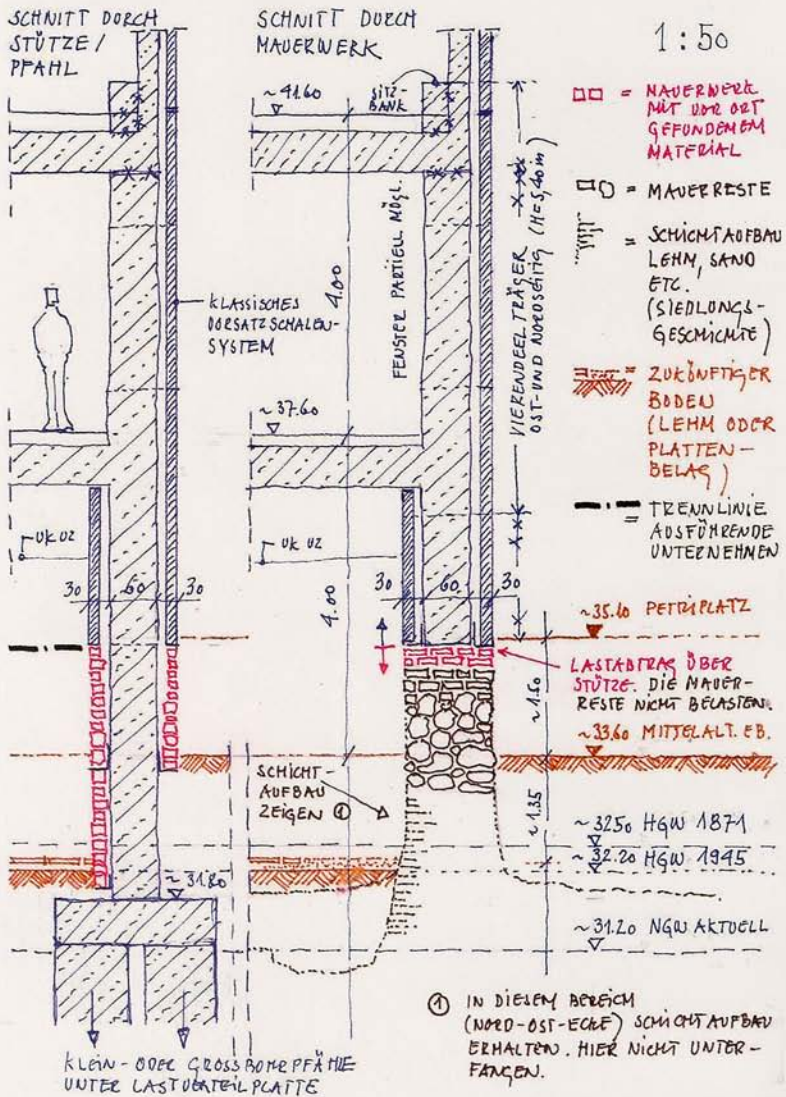 SCHNITT DURCH
STÜTZE /
PFAHL
SCHNITT DURCH
MAUERWERK
1:50
~41.60
SITZ-
BANK
4.00
FENSTER PARTIELL MÖGL.
VIERENDEELTRÄGER
OST- UND NORDSEITIG (H=5,40m)
KLASSISCHES
VORSATZSCHALEN-
SYSTEM
~37.60
UK UZ
UK UZ
30 60 30
30 60 30
4.00
= MAUERWERK
MIT VOR ORT
GEFUNDENEM
MATERIAL
= MAUERRESTE
= SCHICHTAUFBAU
LEHM, SAND
ETC.
(SIEDLUNGS-
GESCHICHTE)
= ZUKÜNFTIGER
BODEN
(LEHM ODER
PLATTEN-
BELAG)
= TRENNLINIE
AUSFÜHRENDE
UNTERNEHMEN
~35.10 PETRIPLATZ
LASTABTRAG ÜBER
STÜTZE. DIE MAUER-
RESTE NICHT BELASTEN.
~1.50
~33.60 MITTELALT. EB.
SCHICHT-
AUFBAU
ZEIGEN ①
~1.35
~32.50 HGW 1871
~32.20 HGW 1945
~31.80
~31.20 NGW AKTUELL
① IN DIESEM BEREICH
(NORD-OST-ECKE) SCHICHTAUFBAU
ERHALTEN. HIER NICHT UNTER-
FANGEN.
KLEIN- ODER GROSSBOHRPFÄHLE
UNTER LASTVERTEILPLATTE